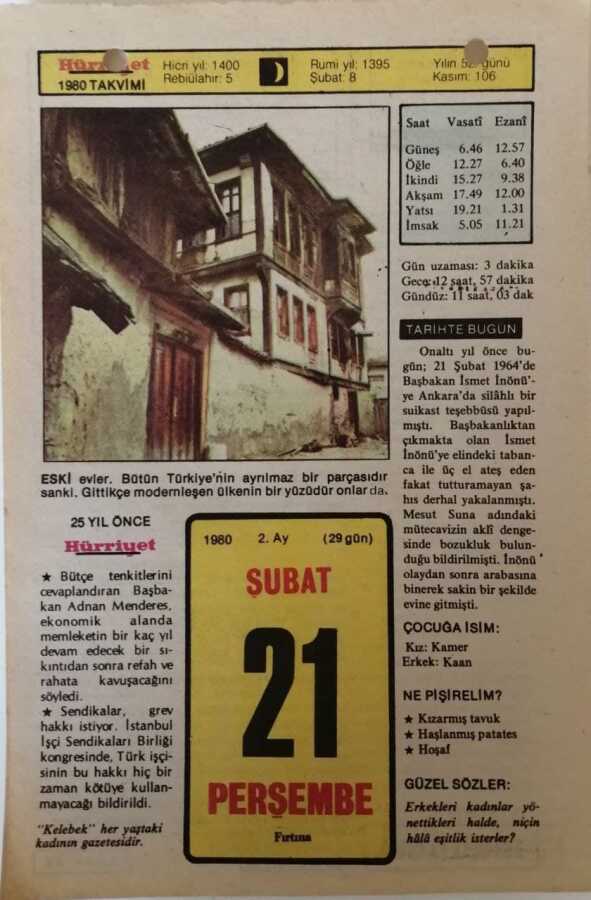 Hürriyet
1980 TAKVİMİ
Hicri yıl: 1400
Rebiülahır: 5
Rumi yıl: 1395
Şubat: 8
Yılın 52. günü
Kasım: 106
Saat Vasatî Ezanî
Güneş 6.46 12.57
Öğle 12.27 6.40
İkindi 15.27 9.38
Akşam 17.49 12.00
Yatsı 19.21 1.31
İmsak 5.05 11.21
Gün uzaması: 3 dakika
Gece: 12 saat, 57 dakika
Gündüz: 11 saat, 03 dak
TARİHTE BUGÜN
Onaltı yıl önce bu-
gün; 21 Şubat 1964'de
Başbakan İsmet İnönü'-
ye Ankara'da silâhlı bir
suikast teşebbüsü yapıl-
mıştı. Başbakanlıktan
çıkmakta olan İsmet
İnönü'ye elindeki taban-
ca ile üç el ateş eden
fakat tutturamayan şa-
hıs derhal yakalanmıştı.
Mesut Suna adındaki
mütecavizin aklî denge-
sinde bozukluk bulun-
duğu bildirilmişti. İnönü
olaydan sonra arabasına
binerek sakin bir şekilde
evine gitmişti.
ÇOCUĞA İSİM:
Kız: Kamer
Erkek: Kaan
NE PİŞİRELİM?
★ Kızarmış tavuk
★ Haşlanmış patates
★ Hoşaf
GÜZEL SÖZLER:
Erkekleri kadınlar yö-
nettikleri halde, niçin
hâlâ eşitlik isterler?
ESKİ evler. Bütün Türkiye'nin ayrılmaz bir parçasıdır
sanki. Gittikçe modernleşen ülkenin bir yüzüdür onlar da.
25 YIL ÖNCE
Hürriyet
★ Bütçe tenkitlerini
cevaplandıran Başba-
kan Adnan Menderes,
ekonomik alanda
memleketin bir kaç yıl
devam edecek bir sı-
kıntıdan sonra refah ve
rahata kavuşacağını
söyledi.
★ Sendikalar, grev
hakkı istiyor. İstanbul
İşçi Sendikaları Birliği
kongresinde, Türk işçi-
sinin bu hakkı hiç bir
zaman kötüye kullan-
mayacağı bildirildi.
"Kelebek" her yaştaki
kadının gazetesidir.
1980 2. Ay (29 gün)
ŞUBAT
21
PERŞEMBE
Fırtına